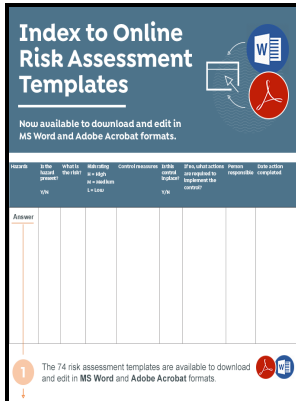 Index to Online
Risk Assessment
Templates
W
Now available to download and edit in
MS Word and Adobe Acrobat formats.
Hazards
Is the
hazard
present?
Y/N
What is
the risk?
Risk rating
H = High
M = Medium
L = Low
Control measures
Is this
control
in place?
Y/N
If no, what actions
are required to
implement the
control?
Person
responsible
Date action
completed
Answer
1
The 74 risk assessment templates are available to download
and edit in MS Word and Adobe Acrobat formats.
W